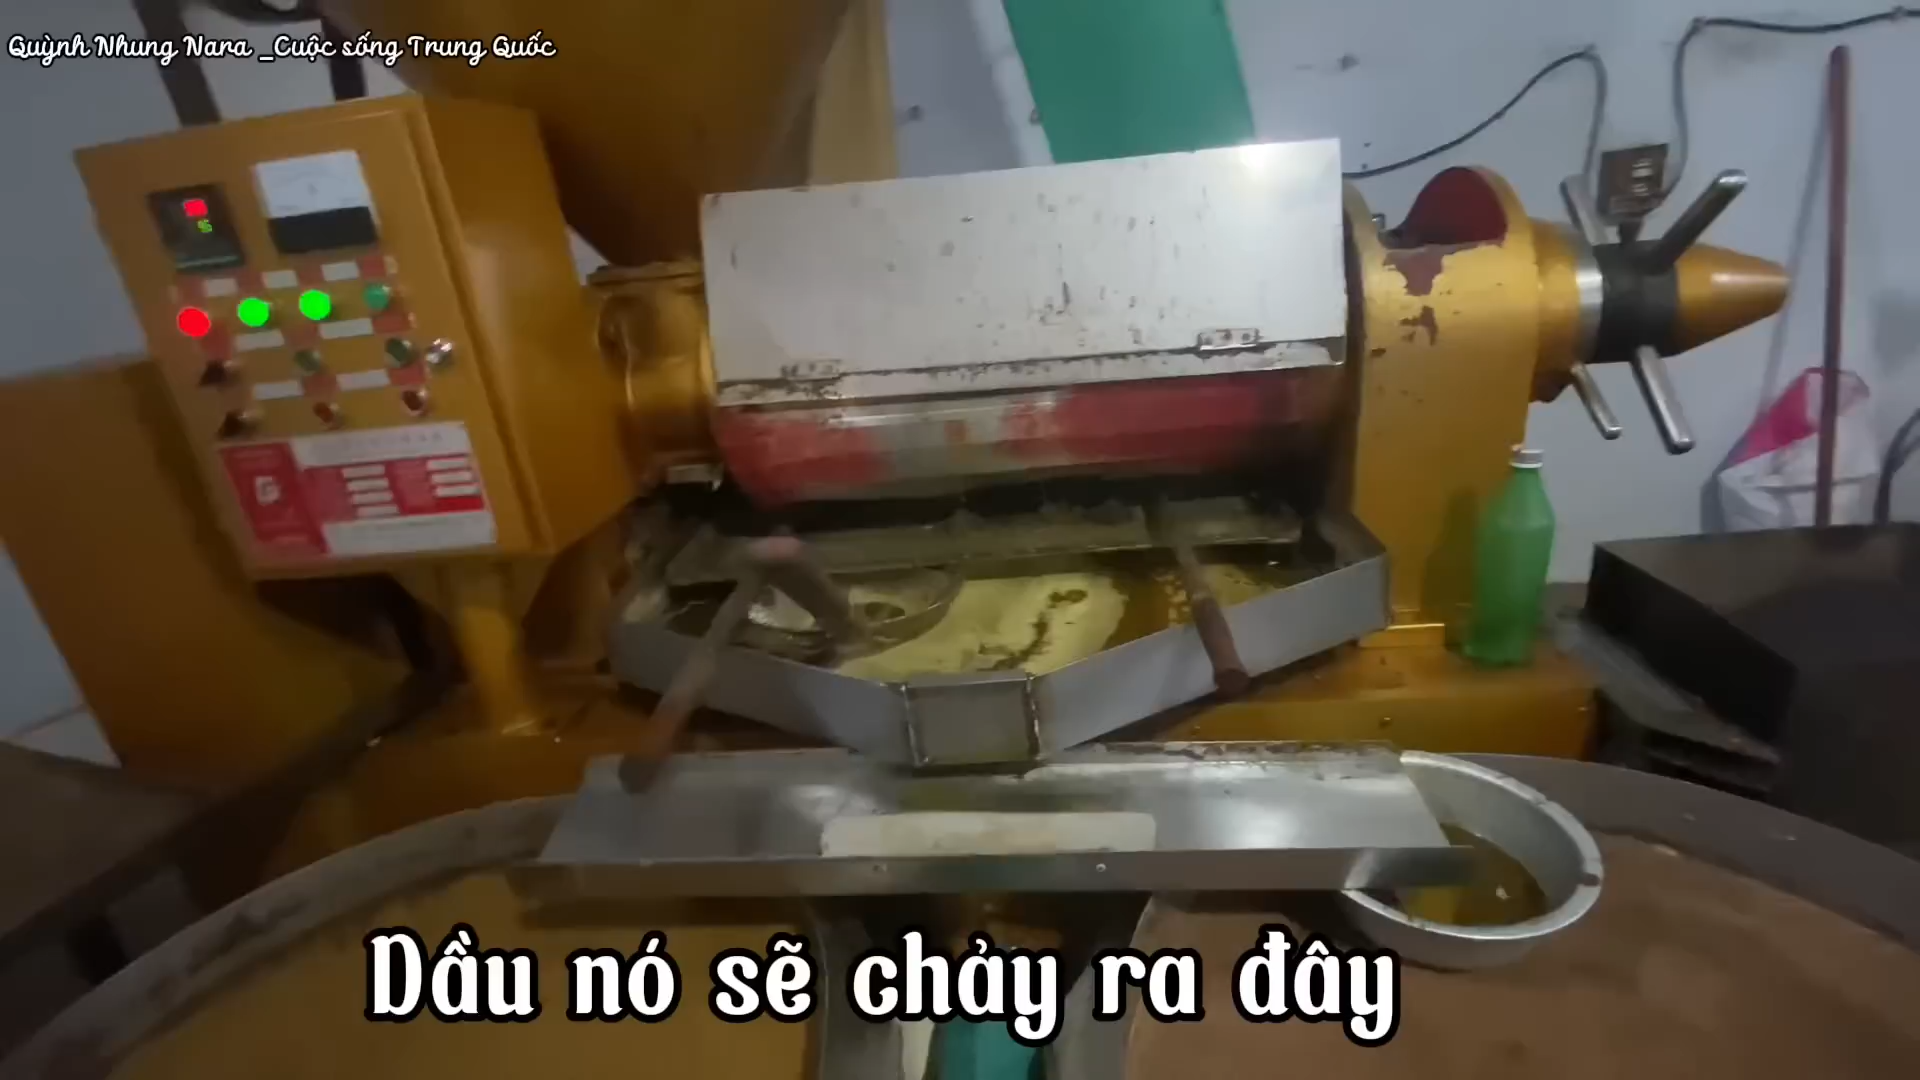 Quỳnh Nhung Nara _Cuộc sống Trung Quốc
Dầu nó sẽ chảy ra đây